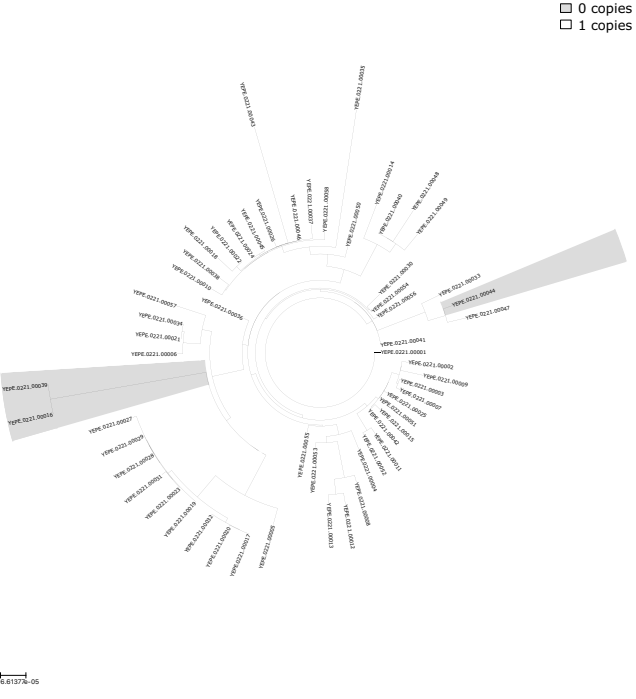 0 copies
1 copies
YEPE.0221.00035
YEPE.0221.00043
YEPE.0221.00014
YEPE.0221.00048
YEPE.0221.00040
YEPE.0221.00049
YEPE.0221.00050
YEPE.0221.00037
YEPE.0221.00046
YEPE.0221.00026
YEPE.0221.00045
YEPE.0221.00024
YEPE.0221.00022
YEPE.0221.00018
YEPE.0221.00038
YEPE.0221.00010
YEPE.0221.00030
YEPE.0221.00054
YEPE.0221.00056
YEPE.0221.00033
YEPE.0221.00044
YEPE.0221.00047
YEPE.0221.00057
YEPE.0221.00036
YEPE.0221.00034
YEPE.0221.00021
YEPE.0221.00006
YEPE.0221.00041
YEPE.0221.00001
YEPE.0221.00002
YEPE.0221.00009
YEPE.0221.00003
YEPE.0221.00007
YEPE.0221.00025
YEPE.0221.00051
YEPE.0221.00015
YEPE.0221.00011
YEPE.0221.00052
YEPE.0221.00004
YEPE.0221.00039
YEPE.0221.00016
YEPE.0221.00027
YEPE.0221.00029
YEPE.0221.00028
YEPE.0221.00031
YEPE.0221.00023
YEPE.0221.00019
YEPE.0221.00032
YEPE.0221.00020
YEPE.0221.00017
YEPE.0221.00005
YEPE.0221.00055
YEPE.0221.00053
YEPE.0221.00013
YEPE.0221.00012
6.61377e-05